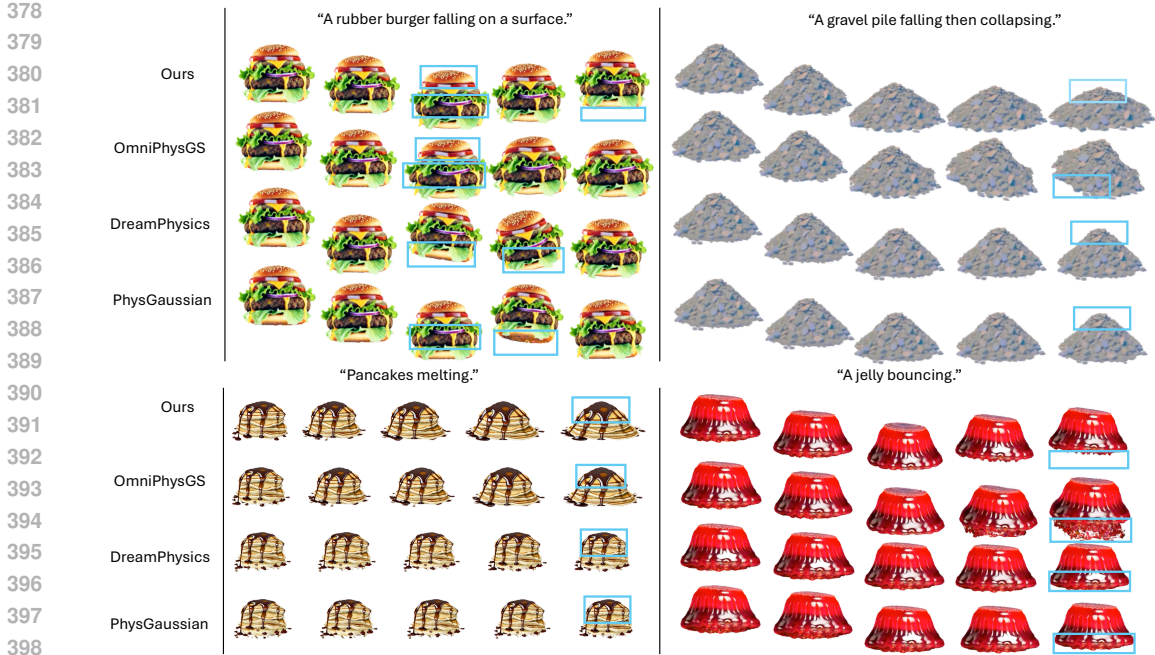 378
379
380
381
382
383
384
385
386
387
388
389
390
391
392
393
394
395
396
397
398
“A rubber burger falling on a surface.”
Ours
OmniPhysGS
DreamPhysics
PhysGaussian
“A gravel pile falling then collapsing.”
“Pancakes melting.”
Ours
OmniPhysGS
DreamPhysics
PhysGaussian
“A jelly bouncing.”